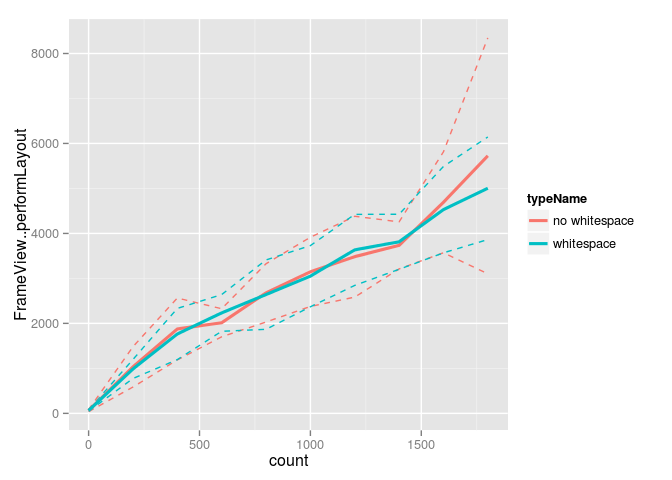 8000
6000
4000
2000
0
FrameView..performLayout
0 500 1000 1500
count
typeName
no whitespace
whitespace